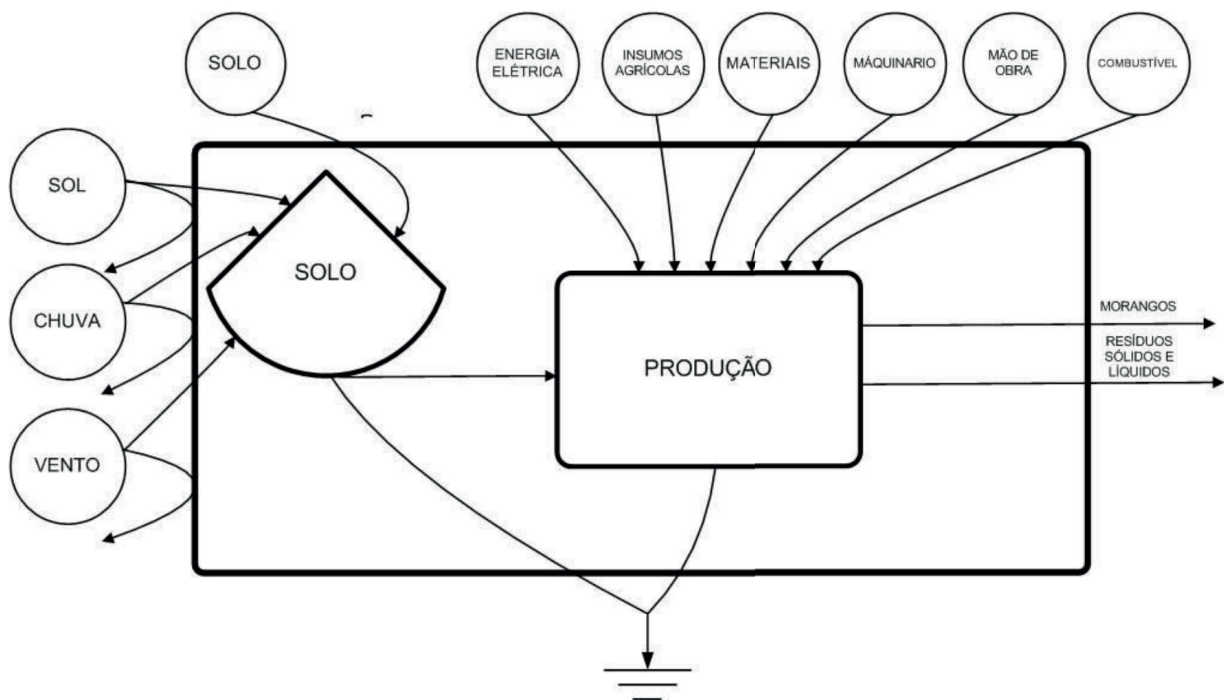 SOLO
ENERGIA
ELÉTRICA
INSUMOS
AGRÍCOLAS
MATERIAIS
MÁQUINARIO
MÃO DE
OBRA
COMBUSTÍVEL
SOL
CHUVA
VENTO
SOLO
PRODUÇÃO
MORANGOS
RESÍDUOS
SÓLIDOS E
LÍQUIDOS